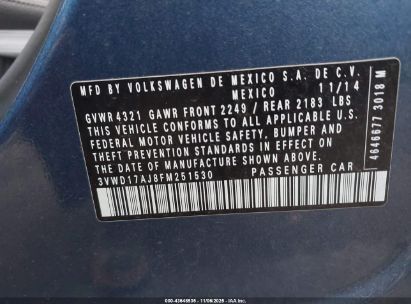 MFD BY VOLKSWAGEN DE MEXICO S.A. DE C.V.
MEXICO 11/14
GVWR 4321 GAWR FRONT 2249 / REAR 2183 LBS
THIS VEHICLE CONFORMS TO ALL APPLICABLE
FEDERAL MOTOR VEHICLE SAFETY, BUMPER AND
THEFT PREVENTION STANDARDS IN EFFECT ON
THE DATE OF MANUFACTURE SHOWN ABOVE.
3VWD17AJ8FM251530 PASSENGER CAR
4646677 3018 M